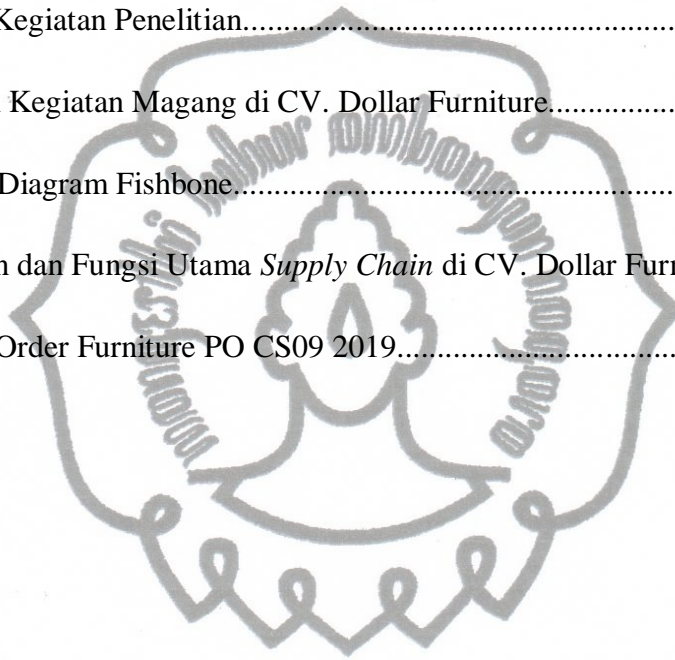 Kegiatan Penelitian
Kegiatan Magang di CV. Dollar Furniture
Diagram Fishbone
dan Fungsi Utama Supply Chain di CV. Dollar
Order Furniture PO CS09 2019